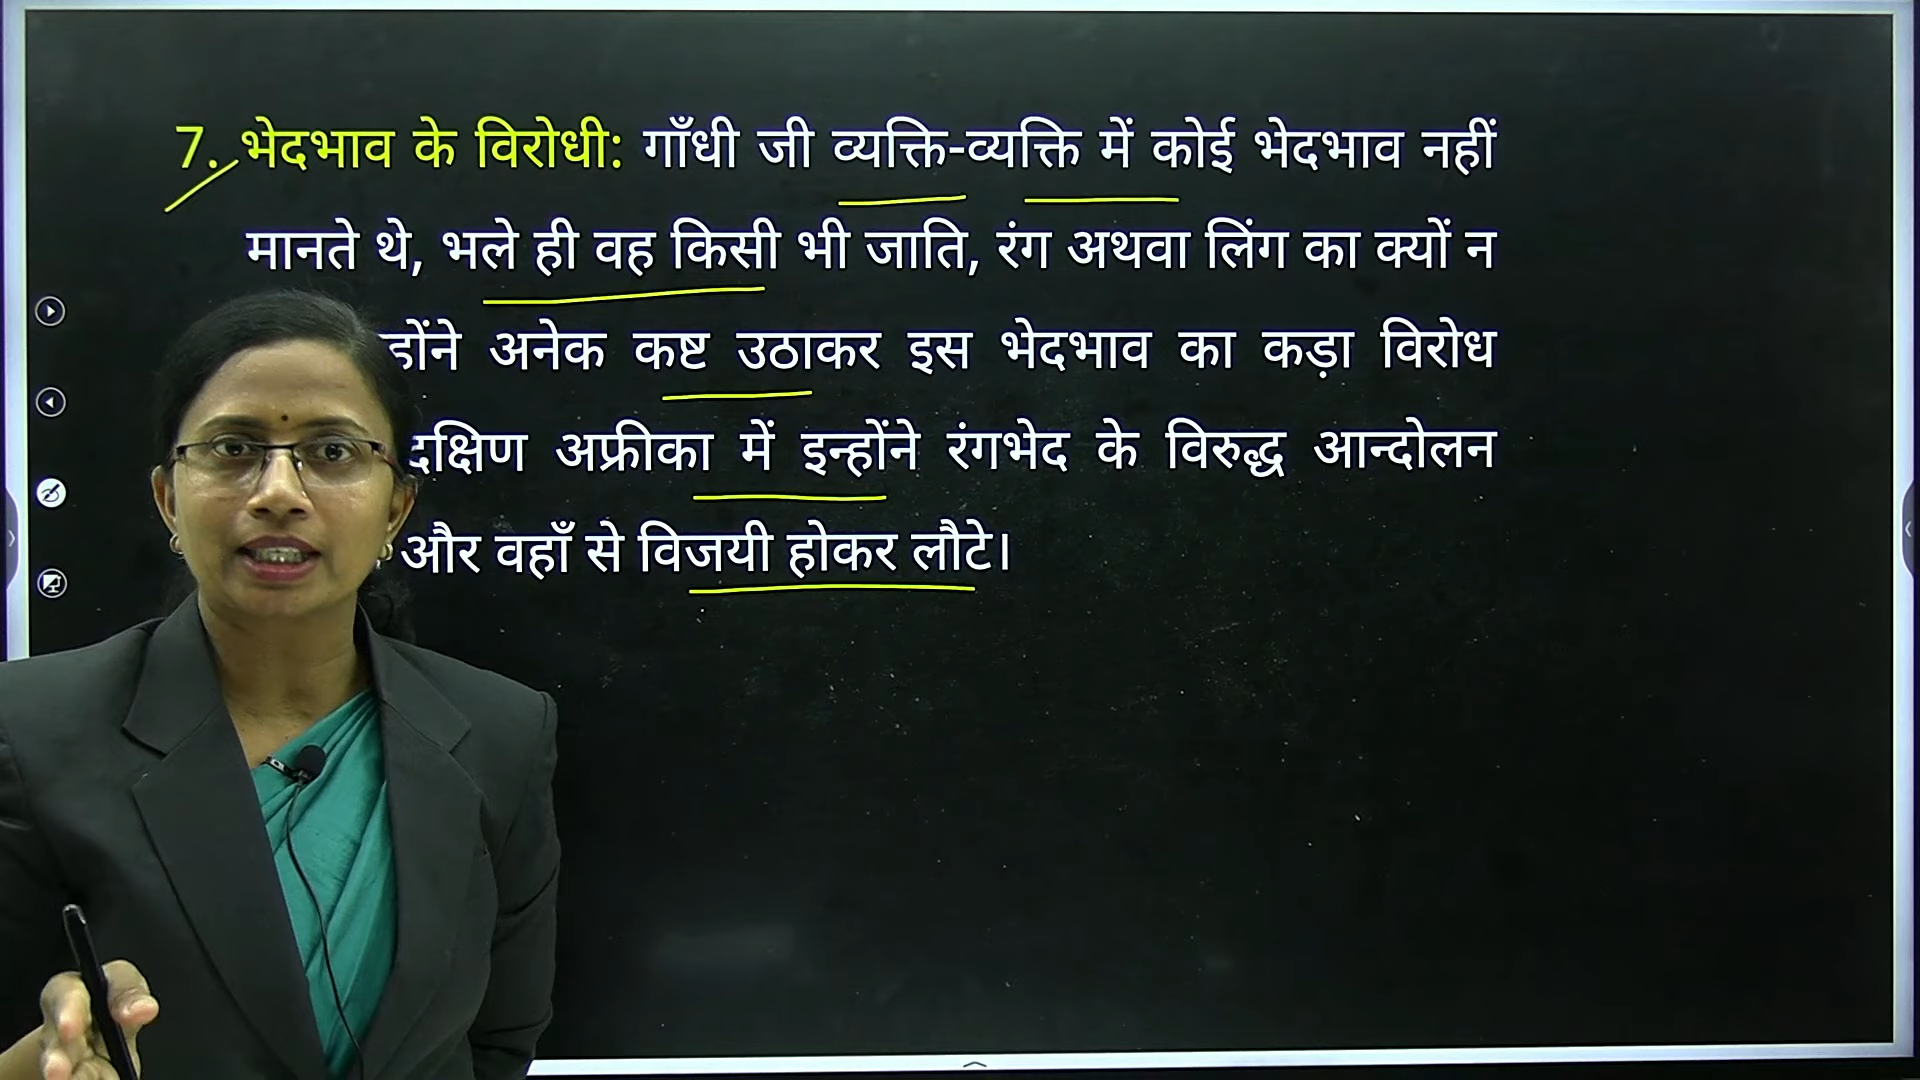 7. भेदभाव के विरोधी: गाँधी जी व्यक्ति-व्यक्ति में कोई भेदभाव नहीं
मानते थे, भले ही वह किसी भी जाति, रंग अथवा लिंग का क्यों न
अनेक कष्ट उठाकर इस भेदभाव का कड़ा विरोध
दक्षिण अफ्रीका में इन्होंने रंगभेद के विरुद्ध आन्दोलन
और वहाँ से विजयी होकर लौटे।